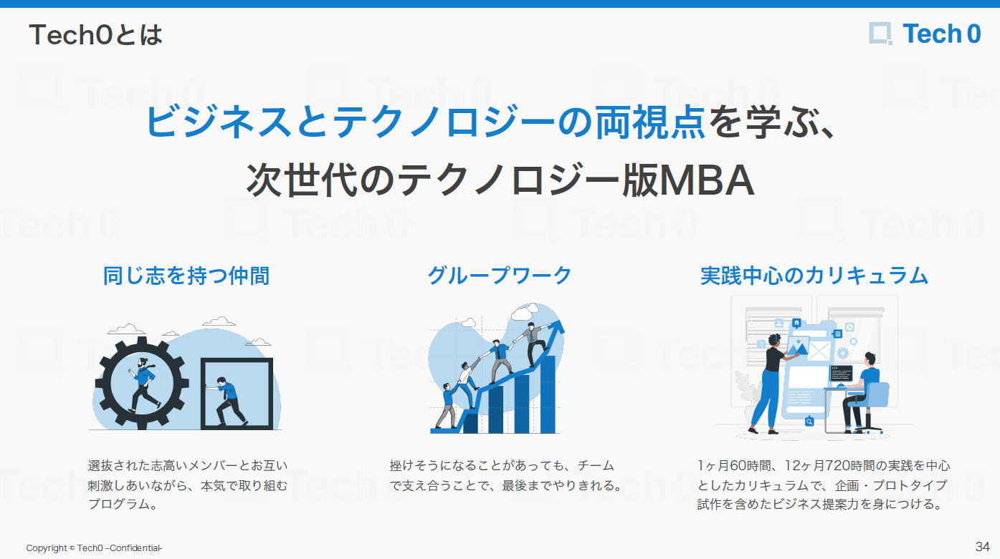 Tech0とは
Tech 0
ビジネスとテクノロジーの両視点を学ぶ、
次世代のテクノロジー版MBA
同じ志を持つ仲間
グループワーク
実践中心のカリキュラム
選抜された志高いメンバーとお互い
刺激しあいながら、本気で取り組む
プログラム。
挫けそうになることがあっても、チーム
で支え合うことで、最後までやりきれる。
1ヶ月60時間、12ヶ月720時間の実践を中心
としたカリキュラムで、企画・プロトタイプ
試作を含めたビジネス提案力を身につける。
Copyright © Tech0 –Confidential-
34